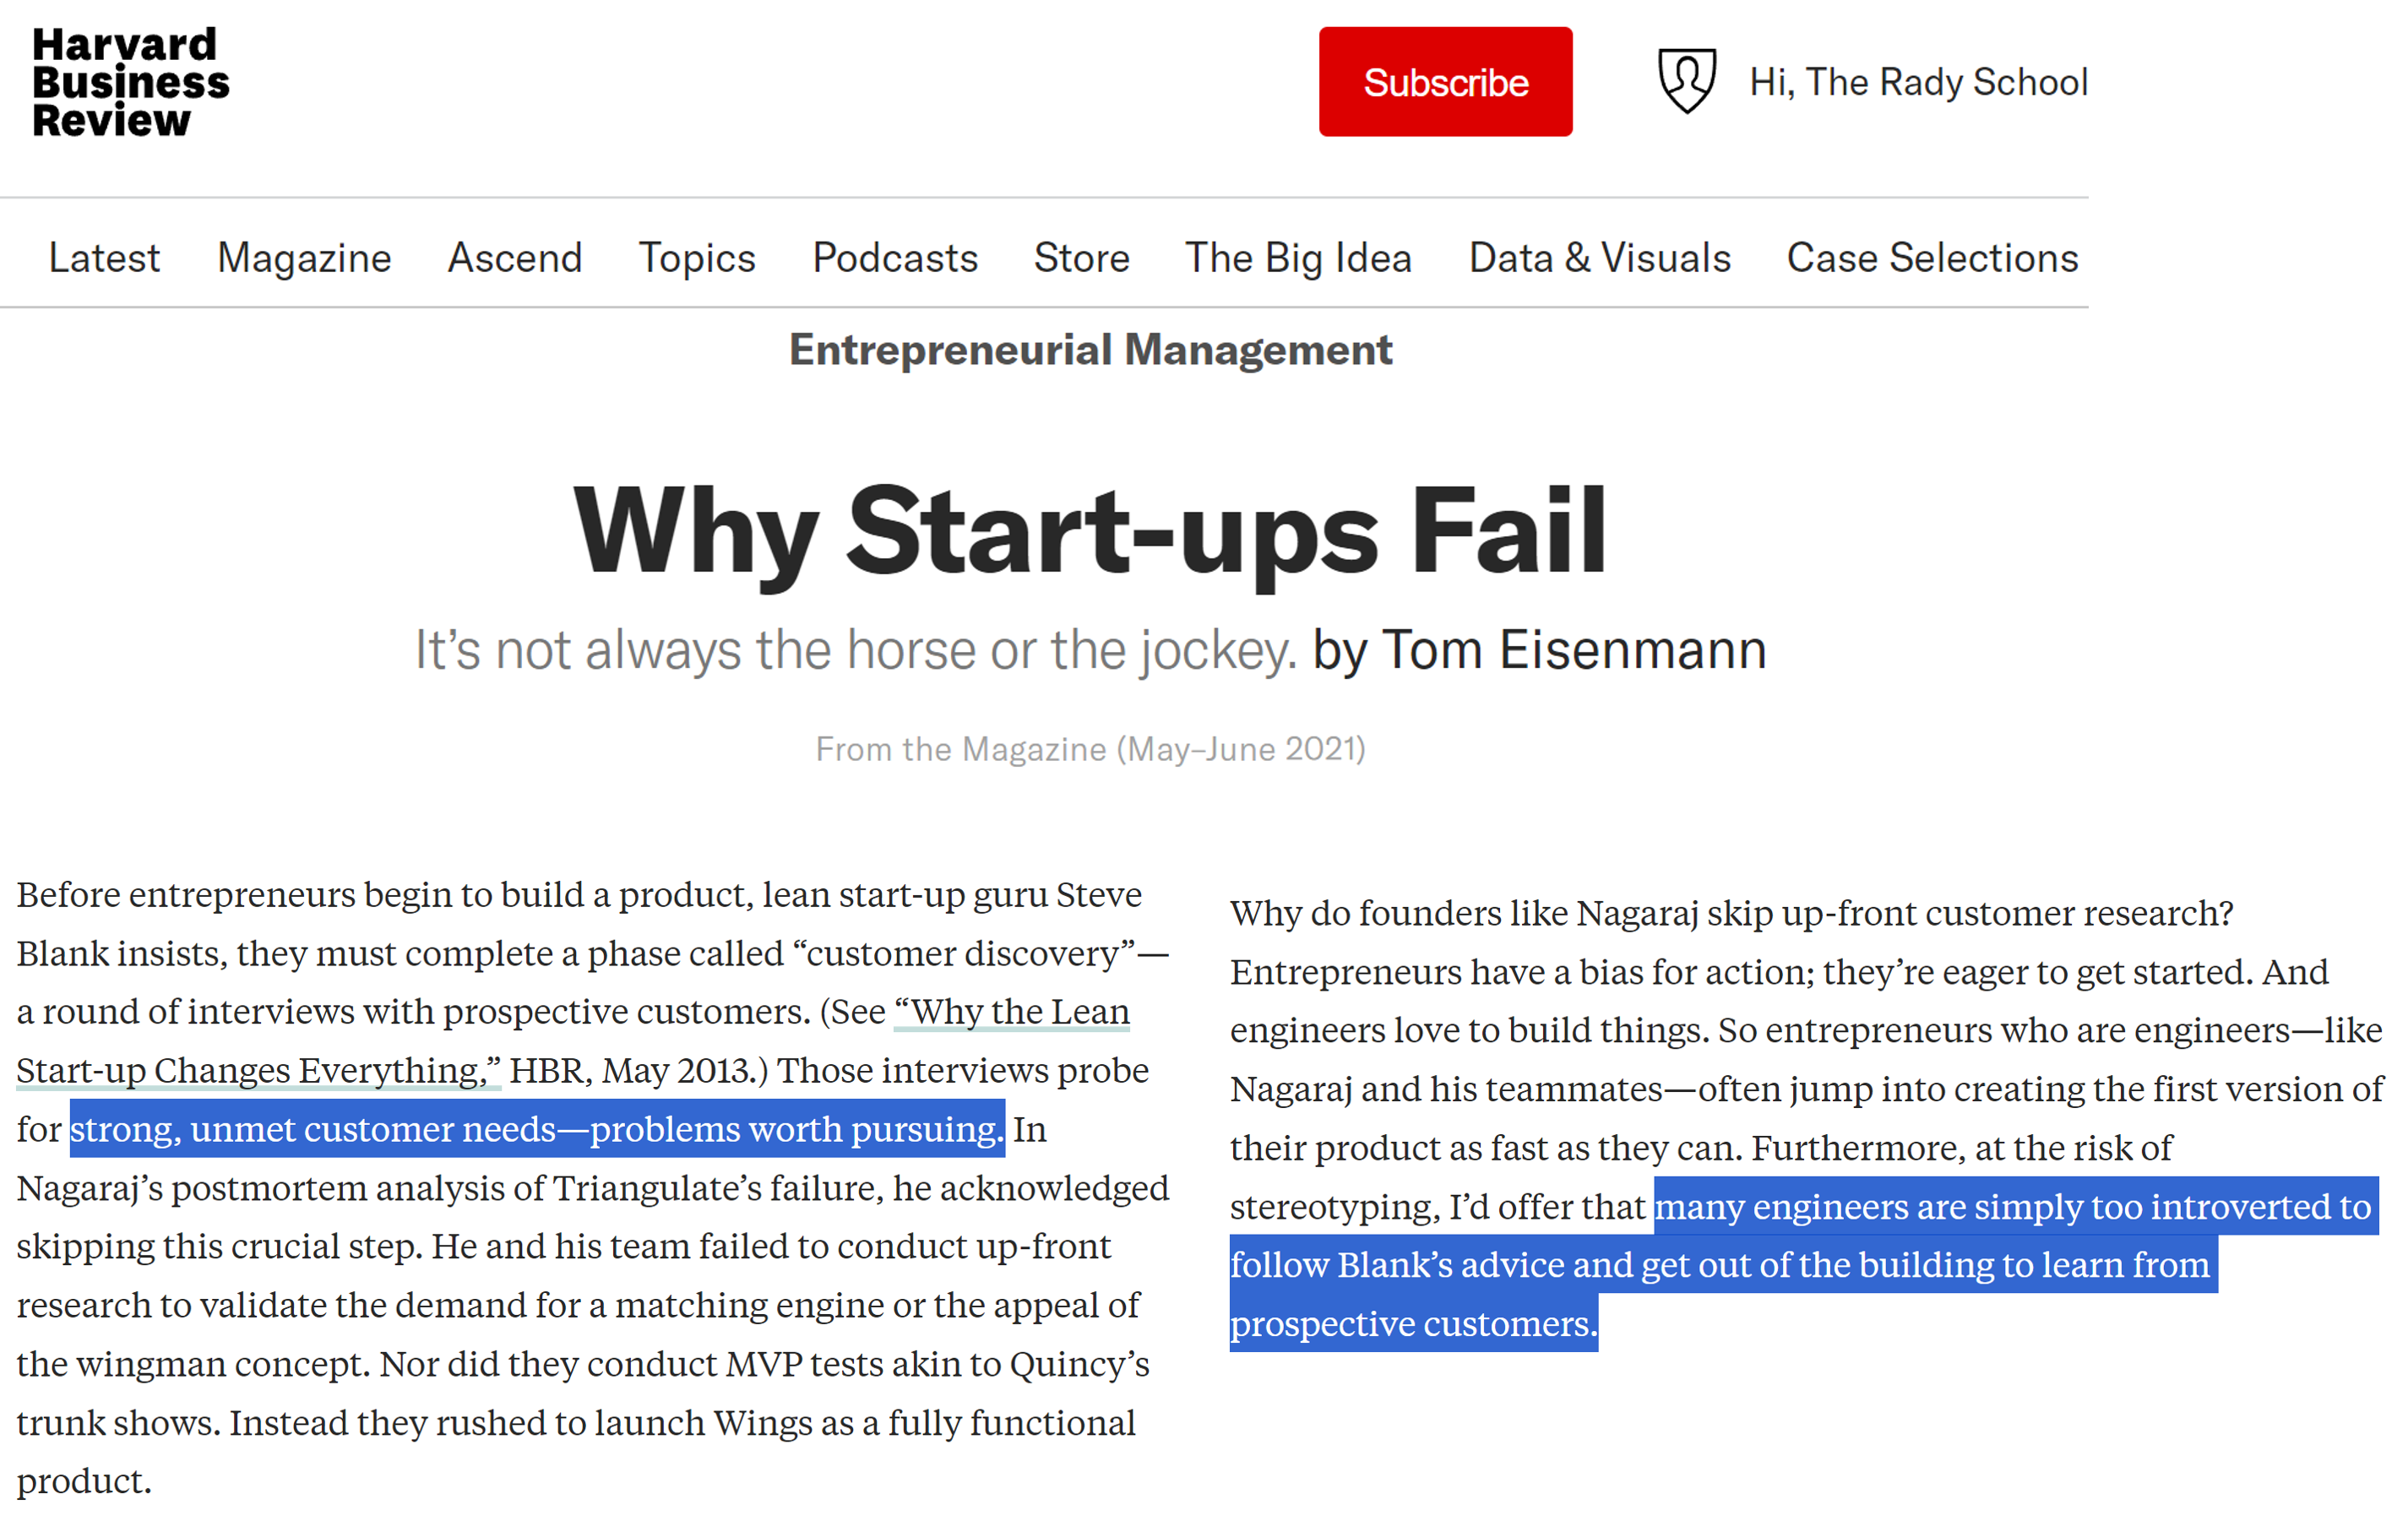 Harvard
Business
Review
Subscribe
Hi, The Rady School
Latest Magazine Ascend Topics Podcasts Store The Big Idea Data & Visuals Case Selections
Entrepreneurial Management
Why Start-ups Fail
It’s not always the horse or the jockey. by Tom Eisenmann
From the Magazine (May–June 2021)
Before entrepreneurs begin to build a product, lean start-up guru Steve
Blank insists, they must complete a phase called “customer discovery”—
a round of interviews with prospective customers. (See “Why the Lean
Start-up Changes Everything,” HBR, May 2013.) Those interviews probe
for strong, unmet customer needs—problems worth pursuing. In
Nagaraj’s postmortem analysis of Triangulate’s failure, he acknowledged
skipping this crucial step. He and his team failed to conduct up-front
research to validate the demand for a matching engine or the appeal of
the wingman concept. Nor did they conduct MVP tests akin to Quincy’s
trunk shows. Instead they rushed to launch Wings as a fully functional
product.
Why do founders like Nagaraj skip up-front customer research?
Entrepreneurs have a bias for action; they’re eager to get started. And
engineers love to build things. So entrepreneurs who are engineers—like
Nagaraj and his teammates—often jump into creating the first version of
their product as fast as they can. Furthermore, at the risk of
stereotyping, I’d offer that many engineers are simply too introverted to
follow Blank’s advice and get out of the building to learn from
prospective customers.